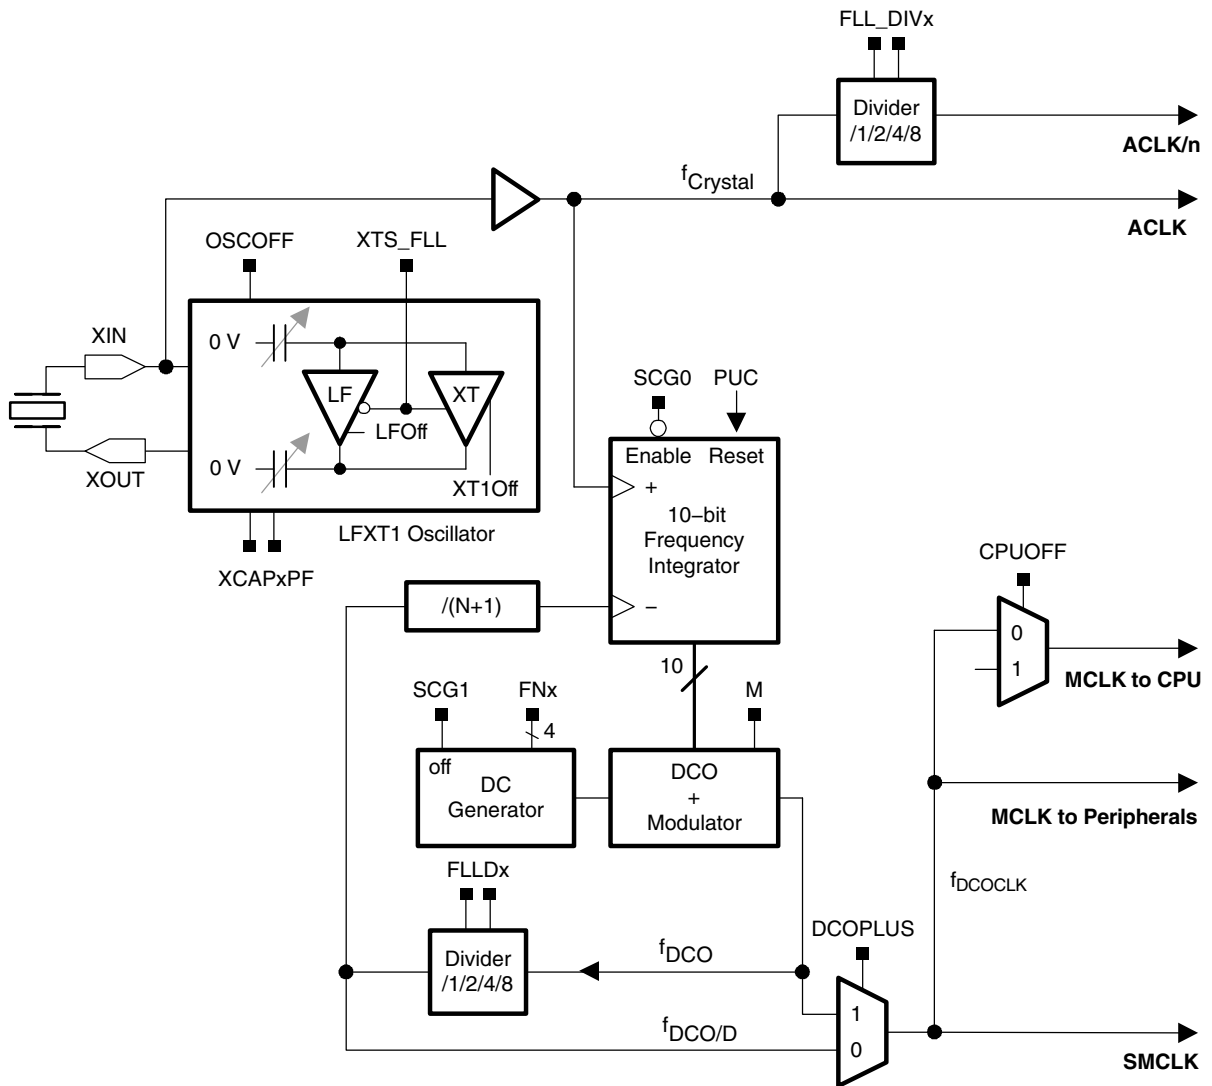 FLL_DIVx
Divider
/1/2/4/8
ACLK/n
fCrystal
ACLK
OSCOFF
XTS_FLL
XIN
0 V
LF
XT
LFOff
0 V
XOUT
XT1Off
LFXT1 Oscillator
XCAPxPF
SCG0
PUC
Enable
Reset
+
10–bit
Frequency
Integrator
–
/(N+1)
CPUOFF
0
1
MCLK to CPU
10
SCG1
FNx
4
M
off
DC
Generator
DCO
+
Modulator
MCLK to Peripherals
fDCOCLK
FLLDx
Divider
/1/2/4/8
fDCO
DCOPLUS
1
0
fDCO/D
SMCLK